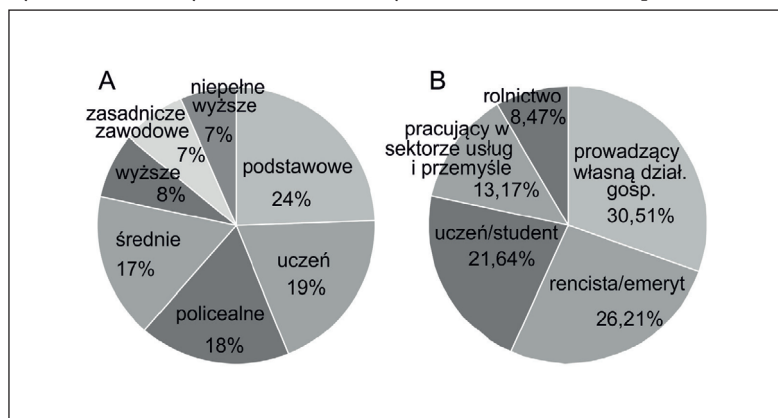 A
niepełne
wyższe
7%
zasadnicze
zawodowe
7%
wyższe
8%
średnie
17%
policealne
18%
uczeń
19%
podstawowe
24%
B
rolnictwo
8,47%
pracujący w
sektorze usług
i przemyśle
13,17%
uczeń/student
21,64%
rencista/emeryt
26,21%
prowadzący
własną dział.
gosp.
30,51%